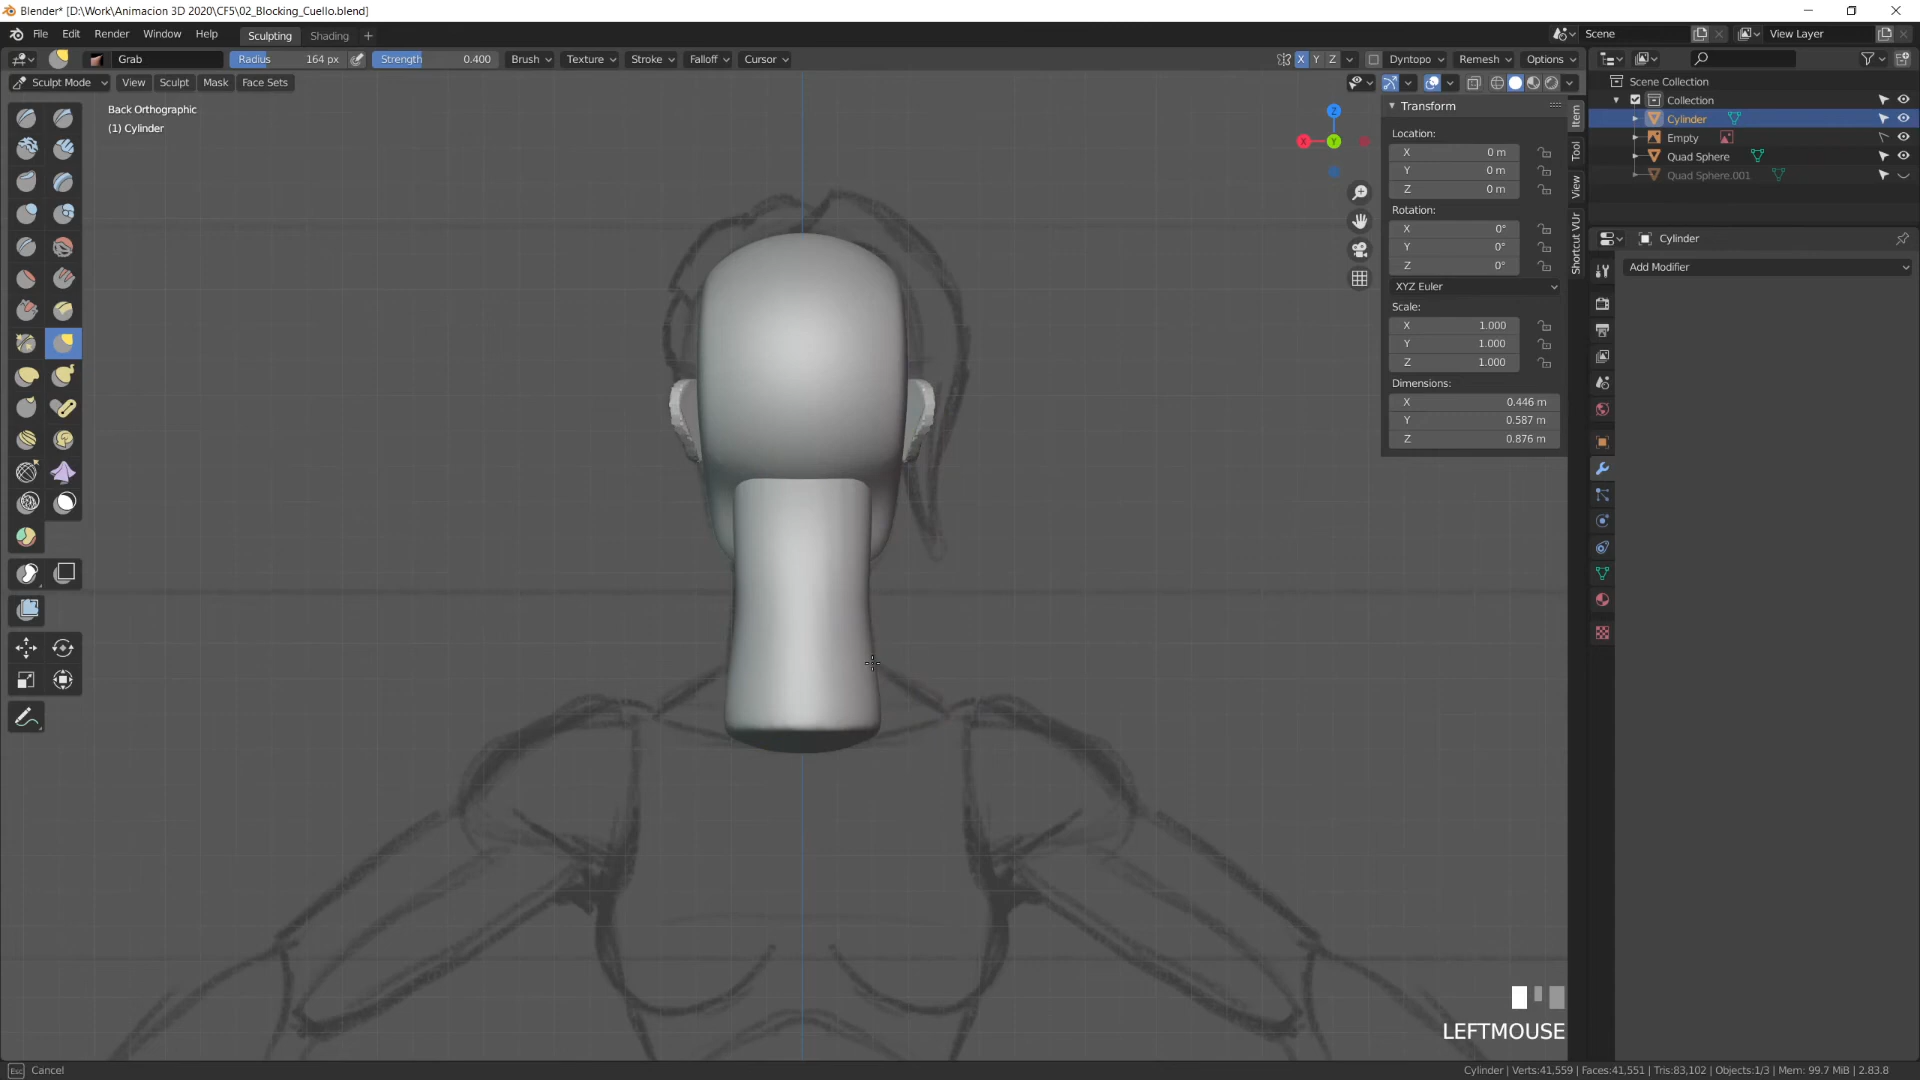 Blender* [D:\Work\Animacion 3D 2020\CF5\02_Blocking_Cuello.blend]
File Edit Render Window Help Sculpting Shading + Scene View Layer
Grab Radius 164 px Strength 0.400 Brush Texture Stroke Falloff Cursor X Y Z Dyntopo Remesh Options
Sculpt Mode View Sculpt Mask Face Sets
Scene Collection
Collection
Cylinder
Empty
Quad Sphere
Quad Sphere.001
Back Orthographic
(1) Cylinder
Z
X
Y
Transform
Location:
X 0 m
Y 0 m
Z 0 m
Rotation:
X 0°
Y 0°
Z 0°
XYZ Euler
Scale:
X 1.000
Y 1.000
Z 1.000
Dimensions:
X 0.446 m
Y 0.587 m
Z 0.876 m
Item
Tool
View
Shortcut VUr
Cylinder
Add Modifier
LEFTMOUSE
Esc Cancel
Cylinder | Verts:41,559 | Faces:41,551 | Tris:83,102 | Objects:1/3 | Mem: 99.7 MiB | 2.83.8